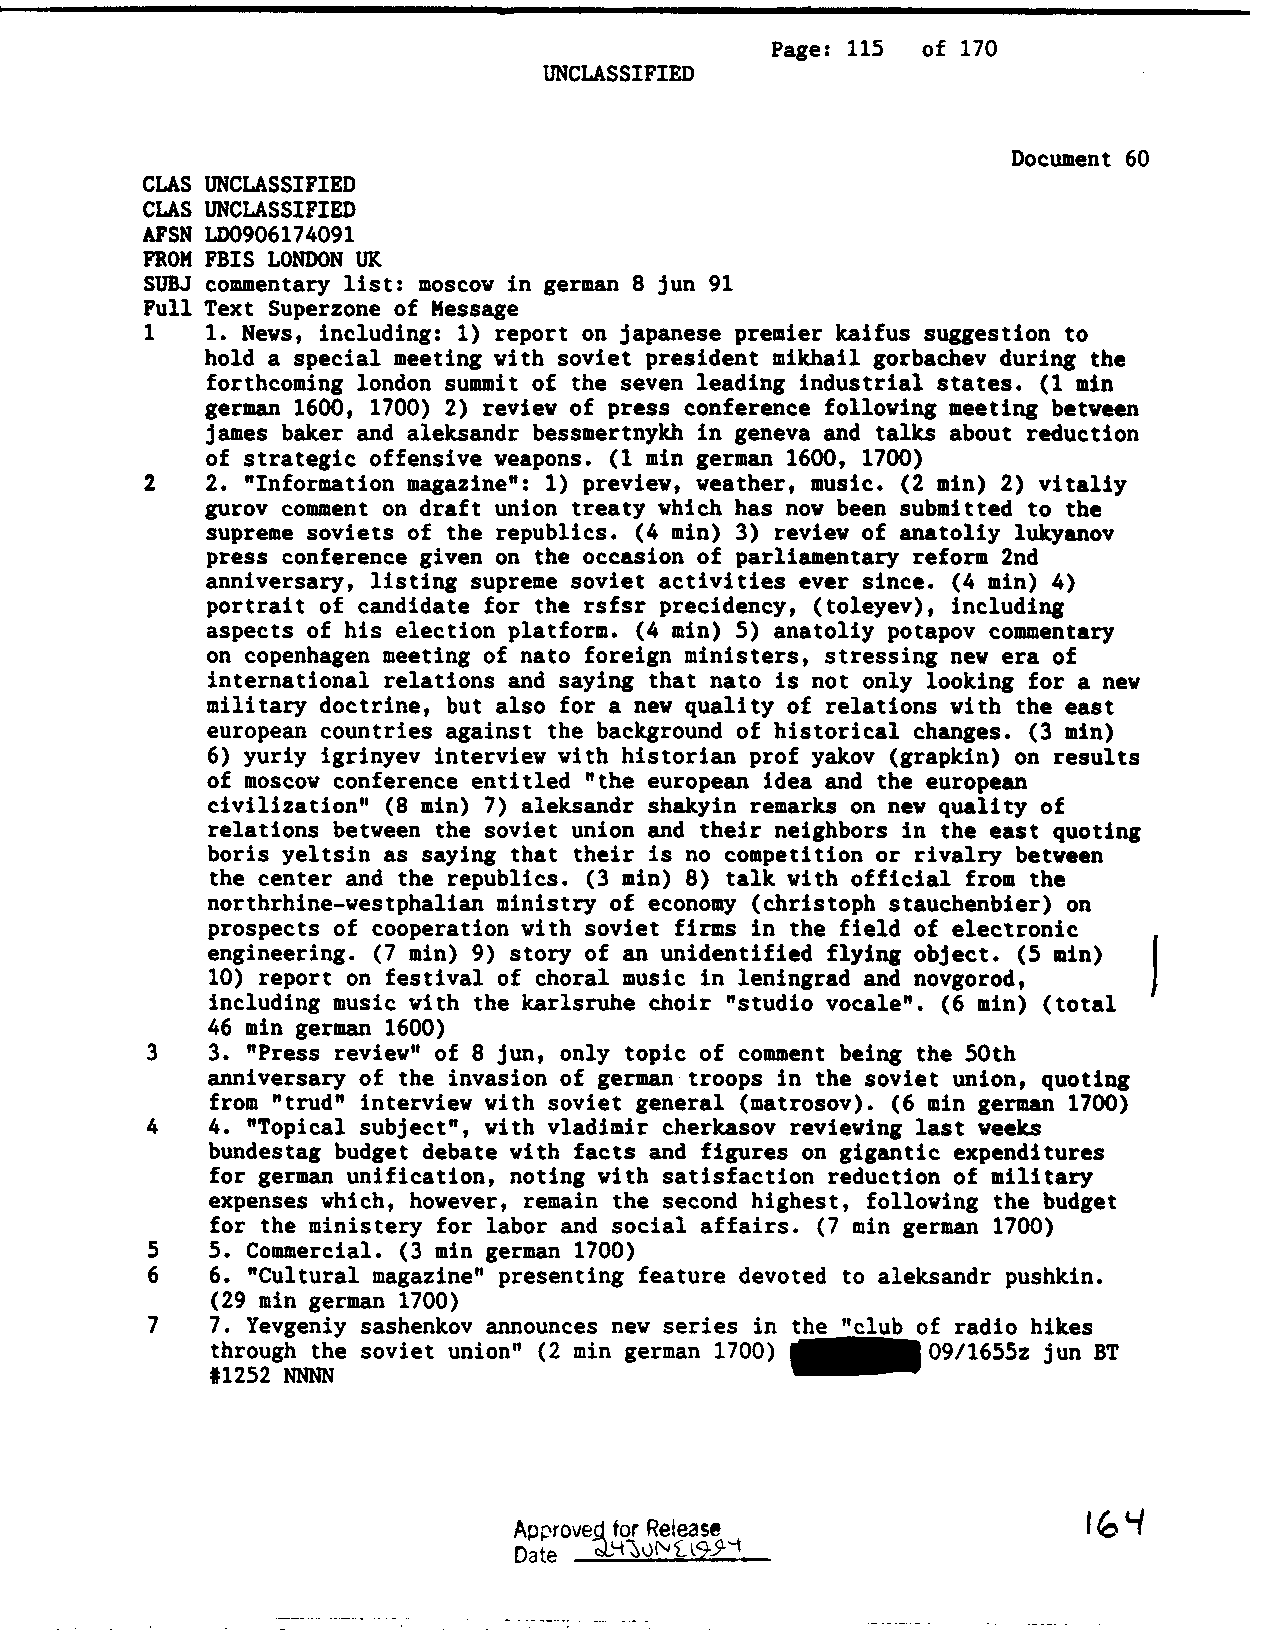 Page: 115 of 170
UNCLASSIFIED
Document 60
CLAS UNCLASSIFIED
CLAS UNCLASSIFIED
AFSN LD0906174091
FROM FBIS LONDON UK
SUBJ commentary list: moscow in german 8 jun 91
Full Text Superzone of Message
1 1. News, including: 1) report on japanese premier kaifus suggestion to
hold a special meeting with soviet president mikhail gorbachev during the
forthcoming london summit of the seven leading industrial states. (1 min
german 1600, 1700) 2) review of press conference following meeting between
james baker and aleksandr bessmertnykh in geneva and talks about reduction
of strategic offensive weapons. (1 min german 1600, 1700)
2 2. "Information magazine": 1) preview, weather, music. (2 min) 2) vitaliy
gurov comment on draft union treaty which has now been submitted to the
supreme soviets of the republics. (4 min) 3) review of anatoliy lukyanov
press conference given on the occasion of parliamentary reform 2nd
anniversary, listing supreme soviet activities ever since. (4 min) 4)
portrait of candidate for the rsfsr precidency, (toleyev), including
aspects of his election platform. (4 min) 5) anatoliy potapov commentary
on copenhagen meeting of nato foreign ministers, stressing new era of
international relations and saying that nato is not only looking for a new
military doctrine, but also for a new quality of relations with the east
european countries against the background of historical changes. (3 min)
6) yuriy igrinyev interview with historian prof yakov (grapkin) on results
of moscow conference entitled "the european idea and the european
civilization" (8 min) 7) aleksandr shakyin remarks on new quality of
relations between the soviet union and their neighbors in the east quoting
boris yeltsin as saying that their is no competition or rivalry between
the center and the republics. (3 min) 8) talk with official from the
northrhine-westphalian ministry of economy (christoph stauchenbier) on
prospects of cooperation with soviet firms in the field of electronic
engineering. (7 min) 9) story of an unidentified flying object. (5 min)
10) report on festival of choral music in leningrad and novgorod,
including music with the karlsruhe choir "studio vocale". (6 min) (total
46 min german 1600)
3 3. "Press review" of 8 jun, only topic of comment being the 50th
anniversary of the invasion of german troops in the soviet union, quoting
from "trud" interview with soviet general (matrosov). (6 min german 1700)
4 4. "Topical subject", with vladimir cherkasov reviewing last weeks
bundestag budget debate with facts and figures on gigantic expenditures
for german unification, noting with satisfaction reduction of military
expenses which, however, remain the second highest, following the budget
for the ministery for labor and social affairs. (7 min german 1700)
5 5. Commercial. (3 min german 1700)
6 6. "Cultural magazine" presenting feature devoted to aleksandr pushkin.
(29 min german 1700)
7 7. Yevgeniy sashenkov announces new series in the "club of radio hikes
through the soviet union" (2 min german 1700) 09/1655z jun BT
#1252 NNNN
Approved for Release
Date 24 JUNE 1994
164